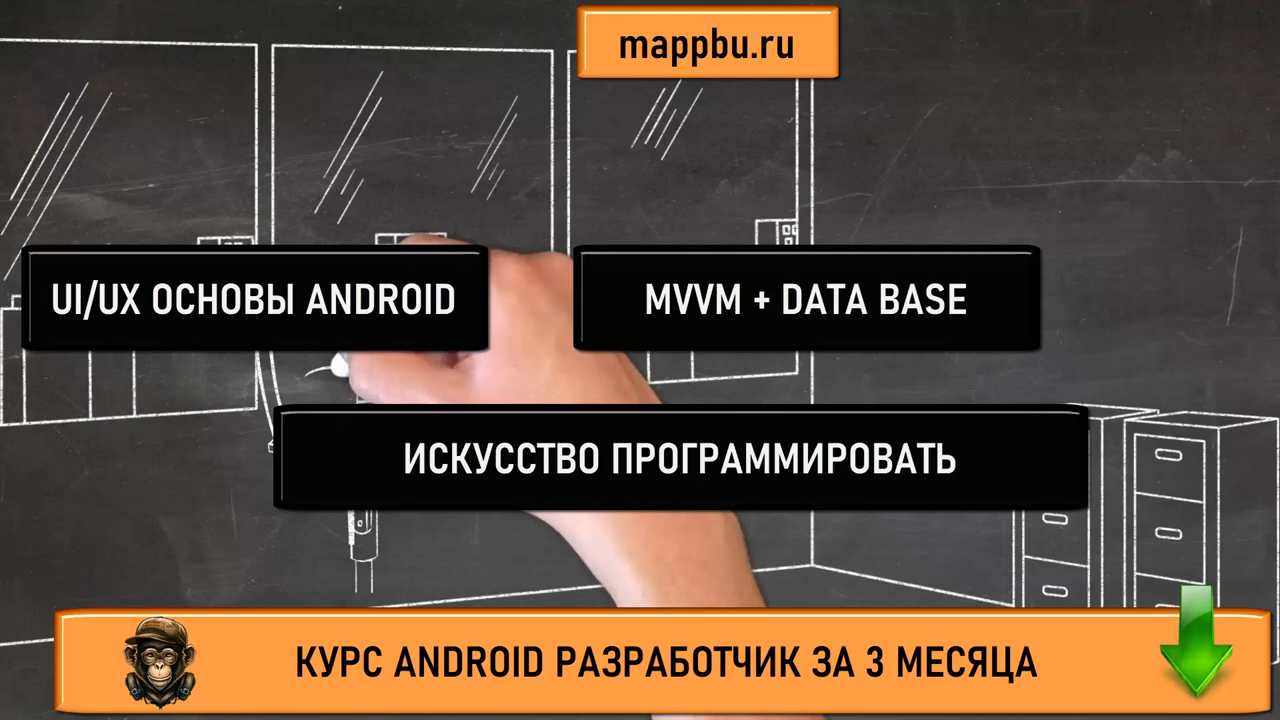 mappbu.ru
UI/UX ОСНОВЫ ANDROID
MVVM + DATA BASE
ИСКУССТВО ПРОГРАММИРОВАТЬ
КУРС ANDROID РАЗРАБОТЧИК ЗА 3 МЕСЯЦА